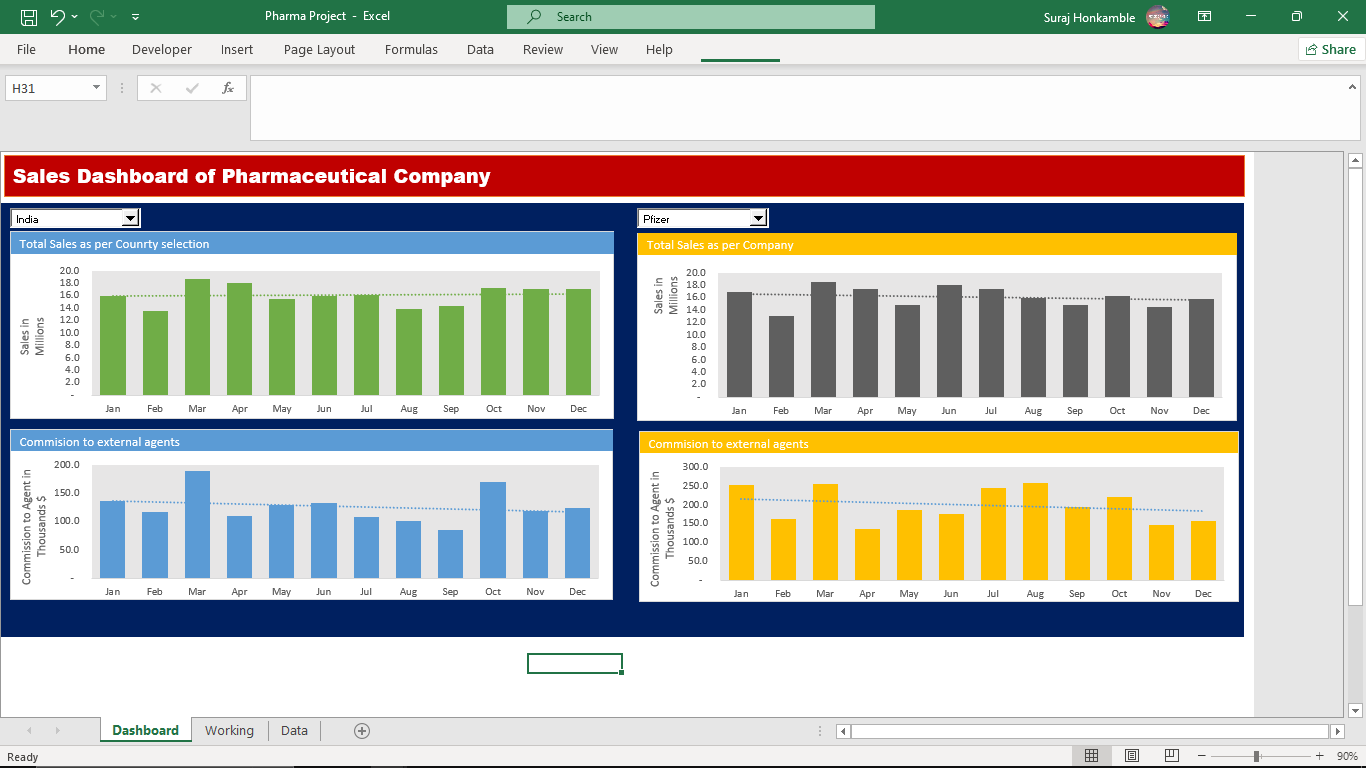 Pharma Project - Excel
Search
Suraj Honkamble
File Home Developer Insert Page Layout Formulas Data Review View Help
Share
H31
fx
Sales Dashboard of Pharmaceutical Company
India
Total Sales as per Counrty selection
Sales in
Millions
20.0
18.0
16.0
14.0
12.0
10.0
8.0
6.0
4.0
2.0
-
Jan Feb Mar Apr May Jun Jul Aug Sep Oct Nov Dec
Commision to external agents
Commission to Agent in
Thousands $
200.0
150.0
100.0
50.0
-
Jan Feb Mar Apr May Jun Jul Aug Sep Oct Nov Dec
Pfizer
Total Sales as per Company
Sales in
Millions
20.0
18.0
16.0
14.0
12.0
10.0
8.0
6.0
4.0
2.0
-
Jan Feb Mar Apr May Jun Jul Aug Sep Oct Nov Dec
Commision to external agents
Commission to Agent in
Thousands $
300.0
250.0
200.0
150.0
100.0
50.0
-
Jan Feb Mar Apr May Jun Jul Aug Sep Oct Nov Dec
Dashboard Working Data
Ready
90%